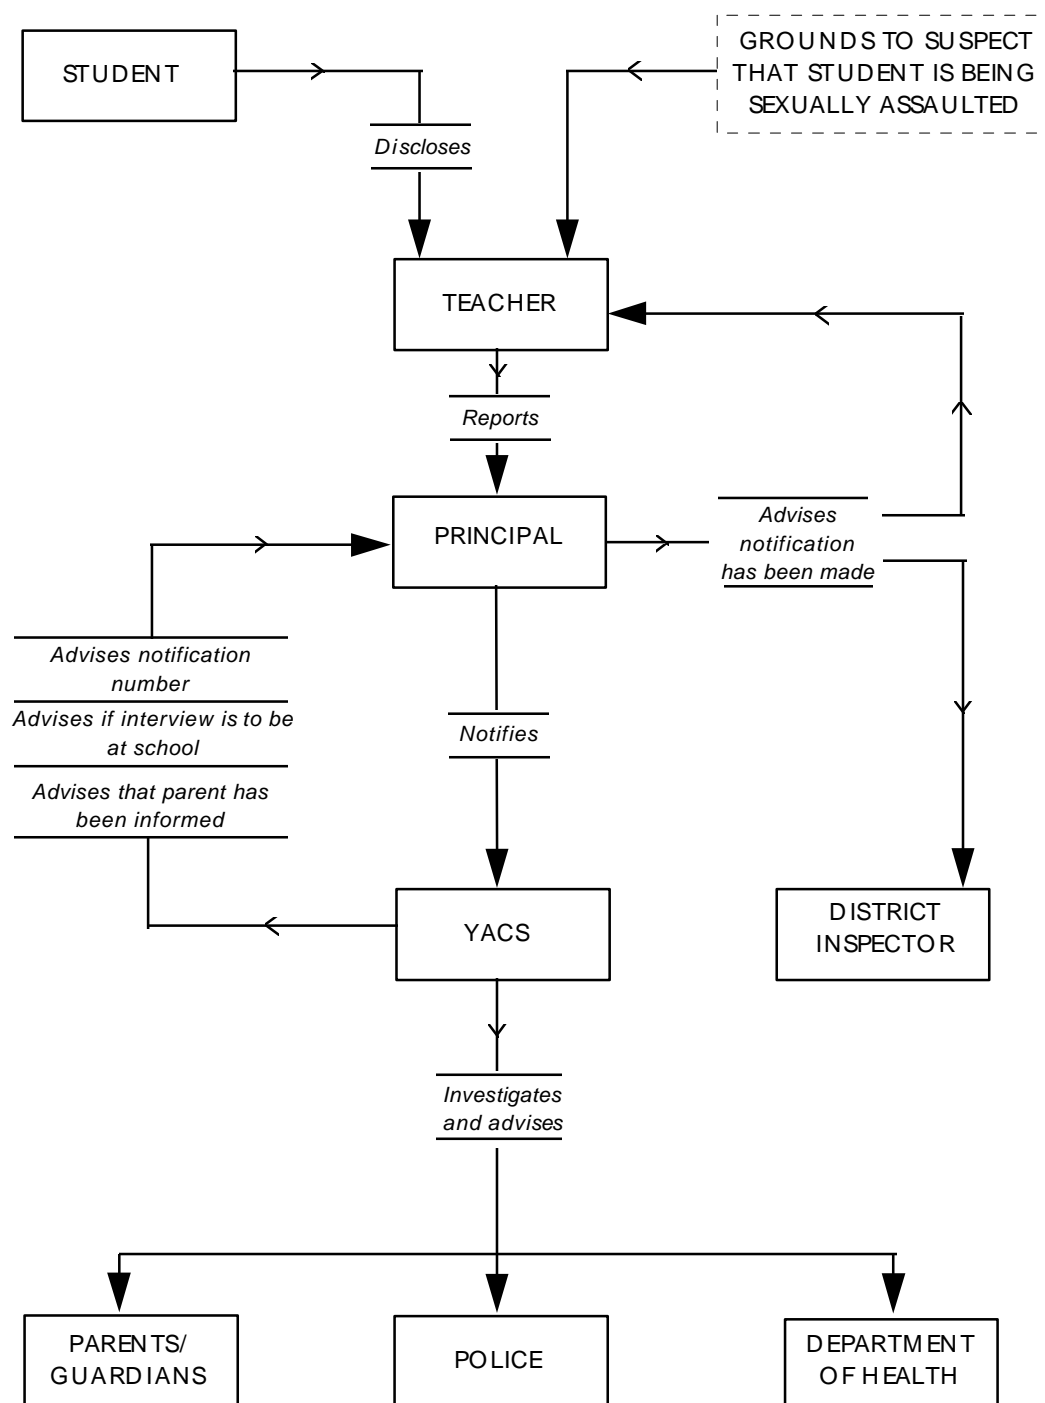 STUDENT
GROUNDS TO SUSPECT
THAT STUDENT IS BEING
SEXUALLY ASSAULTED
Discloses
TEACHER
Reports
PRINCIPAL
Advises
notification
has been made
Advises notification
number
Advises if interview is to be
at school
Advises that parent has
been informed
Notifies
YACS
DISTRICT
INSPECTOR
Investigates
and advises
PARENTS/
GUARDIANS
POLICE
DEPARTMENT
OF HEALTH